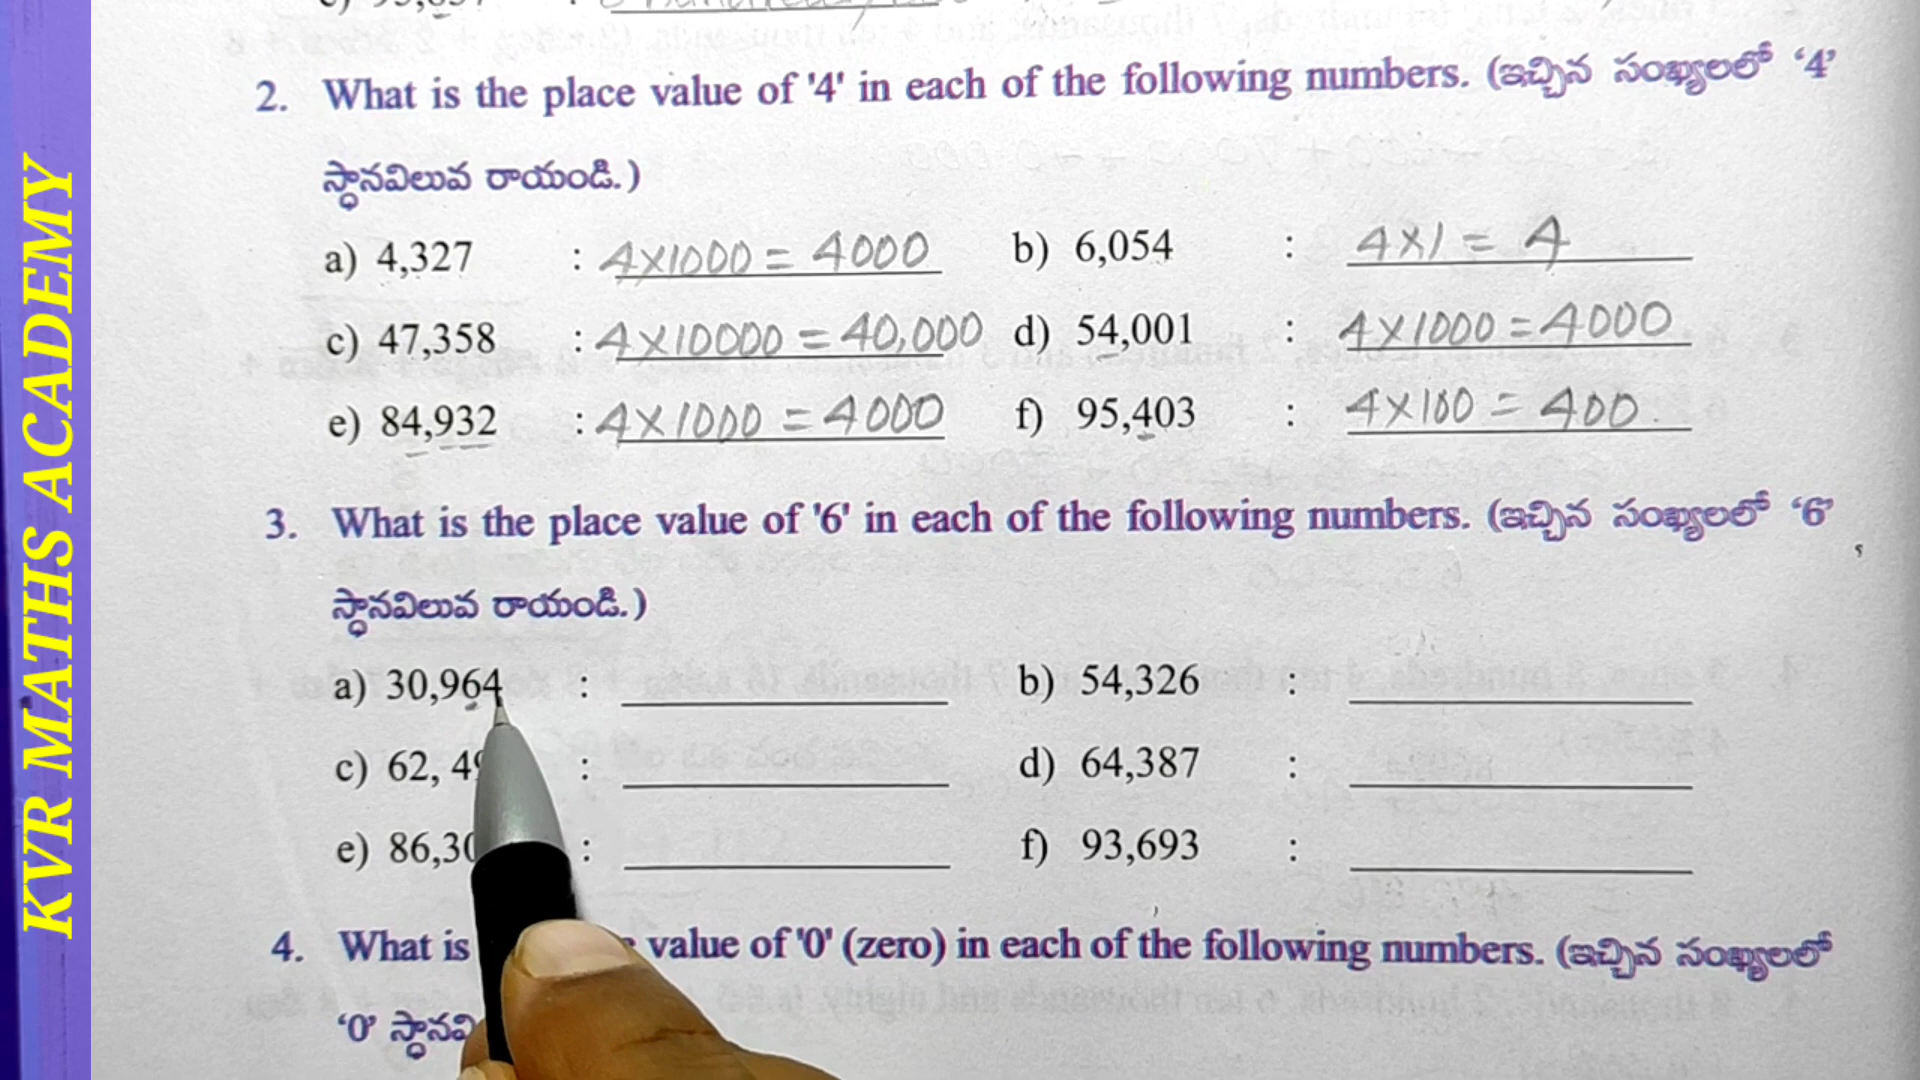 KVR MATHS ACADEMY
2. What is the place value of '4' in each of the following numbers. (ఇచ్చిన సంఖ్యలలో ‘4’
స్థానవిలువ రాయండి.)
a) 4,327 : 4×1000 = 4000 b) 6,054 : 4×1 = 4
c) 47,358 : 4×10000 = 40,000 d) 54,001 : 4×1000 = 4000
e) 84,932 : 4×1000 = 4000 f) 95,403 : 4×100 = 400.
3. What is the place value of '6' in each of the following numbers. (ఇచ్చిన సంఖ్యలలో ‘6’
స్థానవిలువ రాయండి.)
a) 30,964 : b) 54,326 :
c) 62, 4 : d) 64,387 :
e) 86,30 : f) 93,693 :
4. What is value of '0' (zero) in each of the following numbers. (ఇచ్చిన సంఖ్యలలో
‘0’